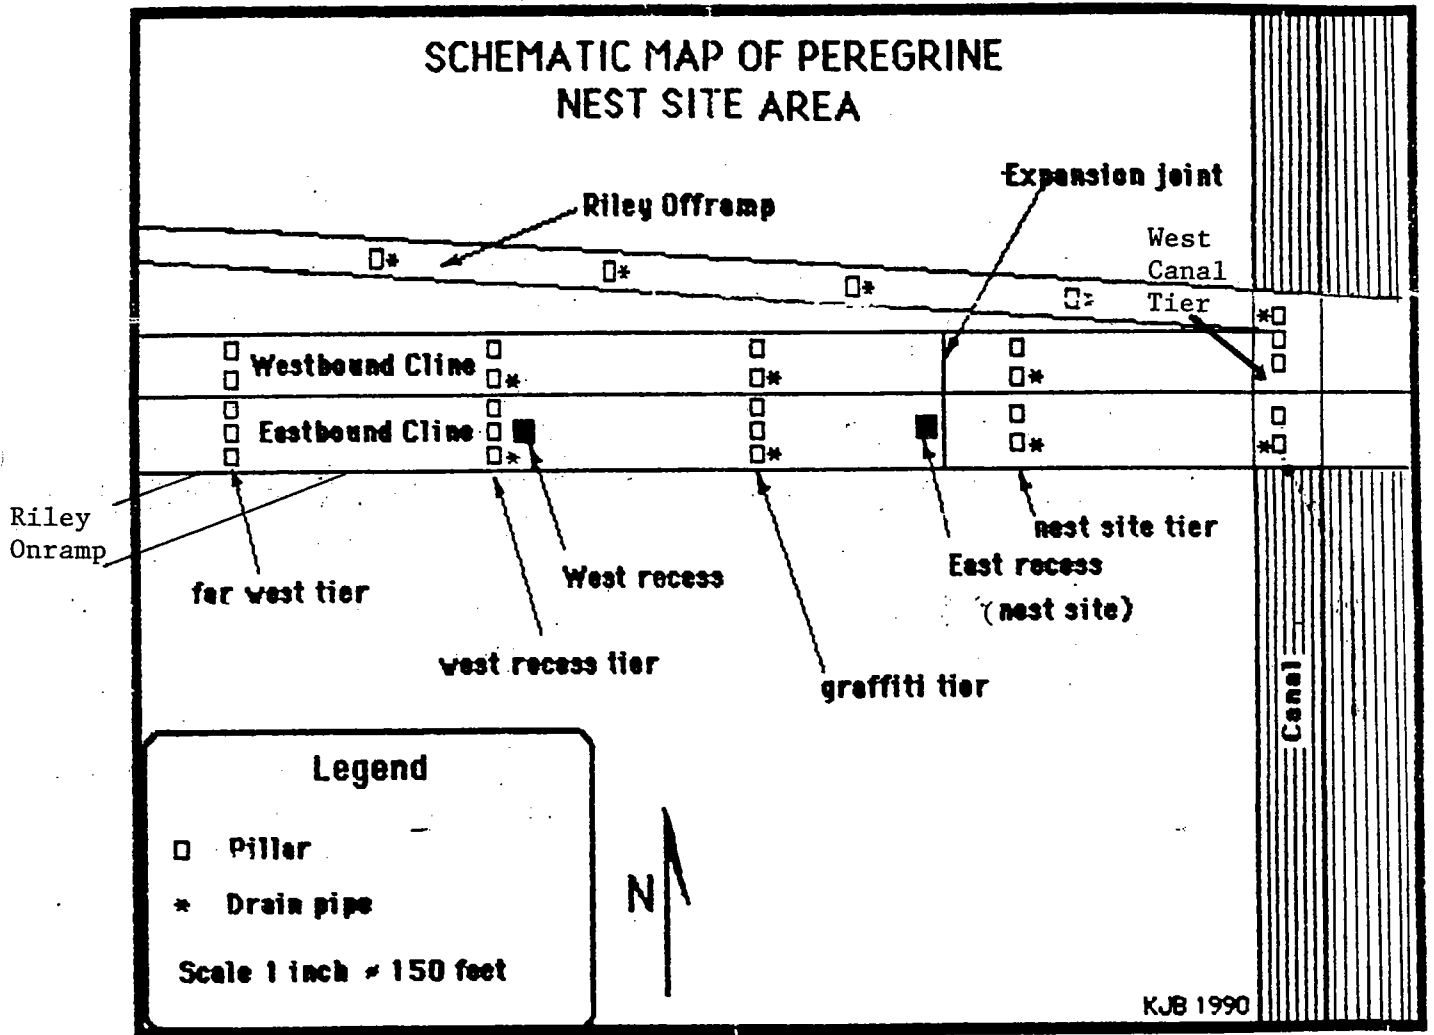 SCHEMATIC MAP OF PEREGRINE
NEST SITE AREA
Expansion joint
Riley Offramp
West
Canal
Tier
Westbound Cline
Eastbound Cline
Riley
Onramp
far west tier
West recess
west recess tier
graffiti tier
nest site tier
East recess
(nest site)
Canal
Legend
Pillar
* Drain pipe
Scale 1 inch ≠ 150 feet
N
KJB 1990